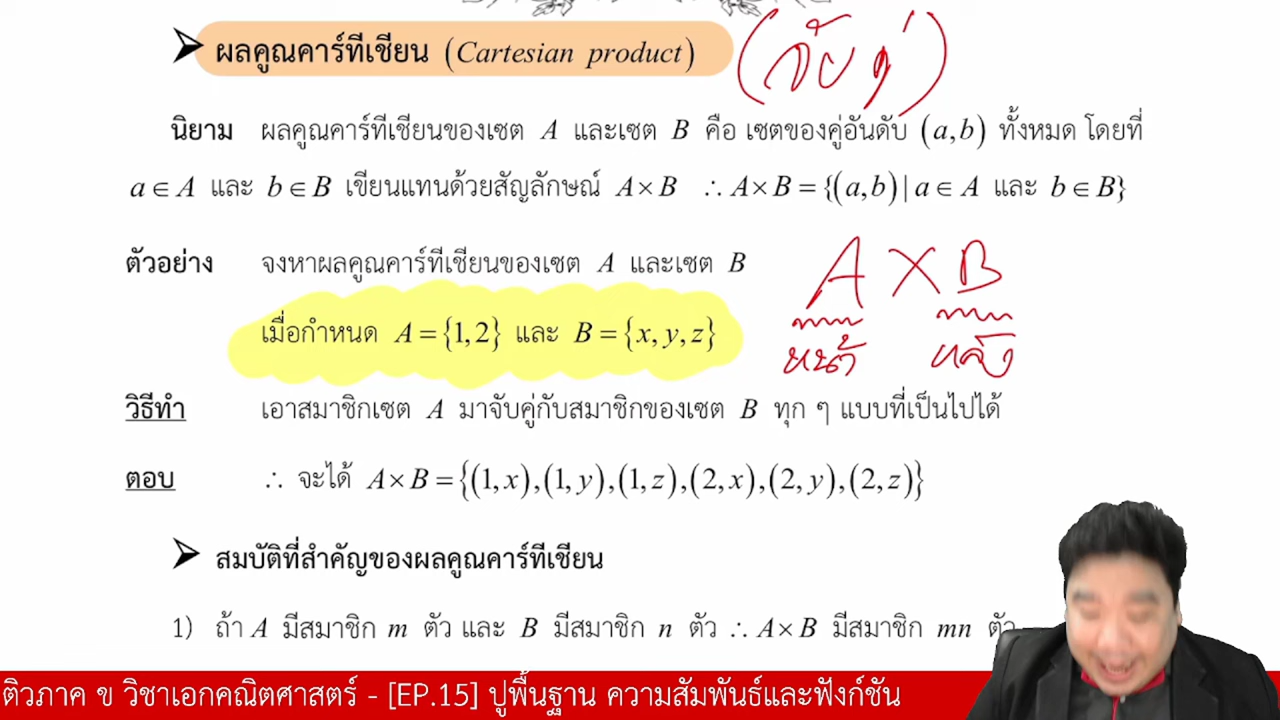 ผลคูณคาร์ทีเชียน (Cartesian product) (จับคู่)
นิยาม ผลคูณคาร์ทีเชียนของเซต A และเซต B คือ เซตของคู่อันดับ (a,b) ทั้งหมด โดยที่
a ∈ A และ b ∈ B เขียนแทนด้วยสัญลักษณ์ A×B ∴ A×B = {(a,b) | a ∈ A และ b ∈ B}
ตัวอย่าง จงหาผลคูณคาร์ทีเชียนของเซต A และเซต B
A × B
เมื่อกำหนด A = {1,2} และ B = {x, y, z}
หน้า หลัง
วิธีทำ เอาสมาชิกเซต A มาจับคู่กับสมาชิกของเซต B ทุก ๆ แบบที่เป็นไปได้
ตอบ ∴ จะได้ A×B = {(1,x),(1,y),(1,z),(2,x),(2,y),(2,z)}
สมบัติที่สำคัญของผลคูณคาร์ทีเชียน
1) ถ้า A มีสมาชิก m ตัว และ B มีสมาชิก n ตัว ∴ A×B มีสมาชิก mn ตัว
ติวภาค ข วิชาเอกคณิตศาสตร์ - [EP.15] ปูพื้นฐาน ความสัมพันธ์และฟังก์ชัน